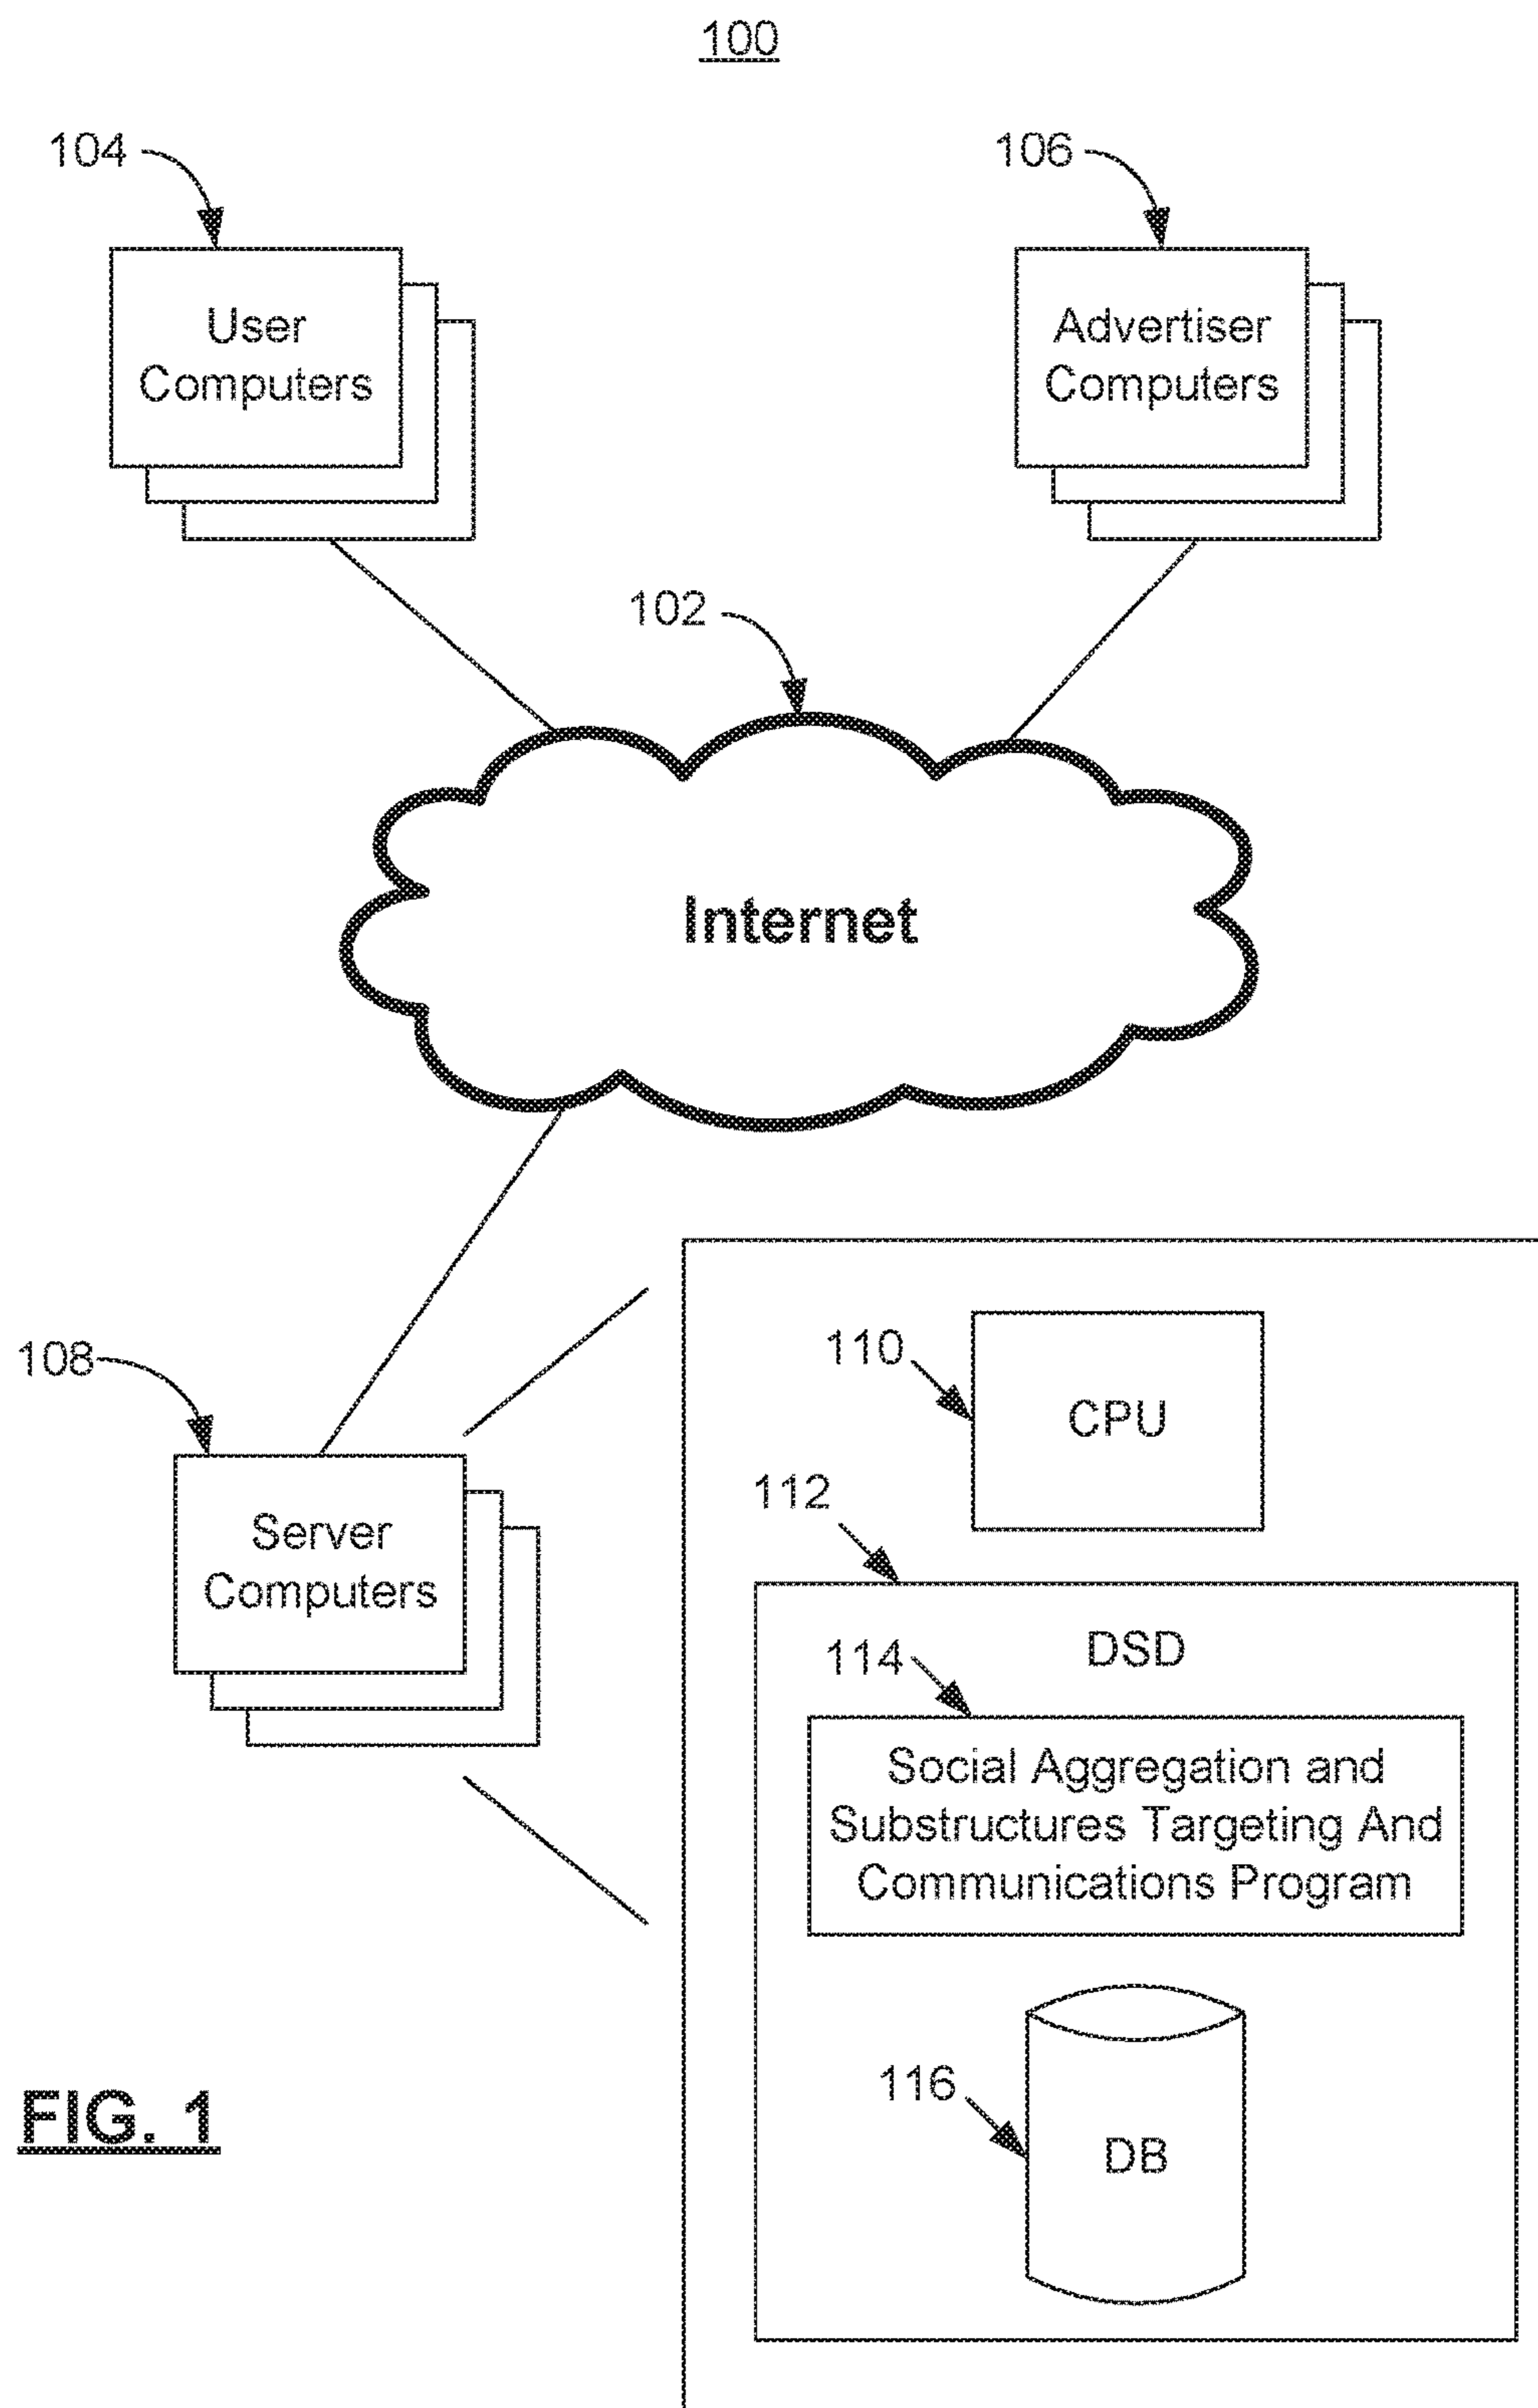 100
104
106
User
Computers
Advertiser
Computers
102
Internet
108
Server
Computers
110
CPU
112
DSD
114
Social Aggregation and
Substructures Targeting And
Communications Program
116
DB
FIG. 1